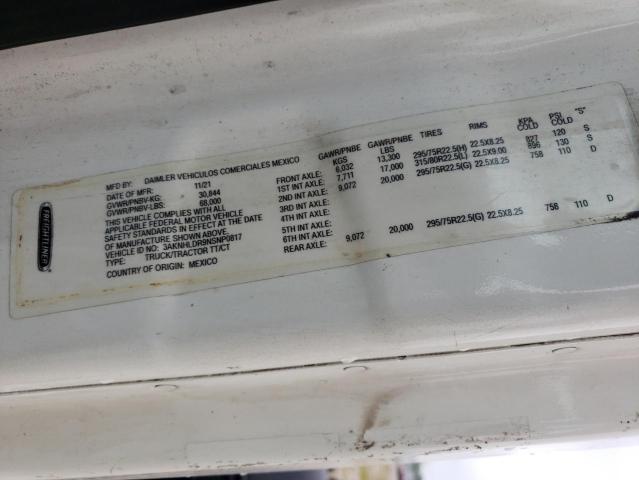 FREIGHTLINER
MFD BY: DAIMLER VEHICULOS COMERCIALES MEXICO
DATE OF MFR: 11/21
GVWR/PNBV-KG: 30,844
GVWR/PNBV-LBS: 68,000
THIS VEHICLE COMPLIES WITH ALL
APPLICABLE FEDERAL MOTOR VEHICLE
SAFETY STANDARDS IN EFFECT AT THE DATE
OF MANUFACTURE SHOWN ABOVE.
VEHICLE ID NO.: 3AKNHLDR9NSNP0817
TYPE: TRUCK/TRACTOR TT/CT
COUNTRY OF ORIGIN: MEXICO
GAWR/PNBE KGS GAWR/PNBE LBS TIRES RIMS KPA COLD PSI COLD "S"
FRONT AXLE: 6,032 13,300 295/75R22.5(H) 22.5X8.25 827 120 S
1ST INT AXLE: 7,711 17,000 315/80R22.5(L) 22.5X9.00 896 130 S
2ND INT AXLE: 9,072 20,000 295/75R22.5(G) 22.5X8.25 758 110 D
3RD INT AXLE:
4TH INT AXLE:
5TH INT AXLE:
6TH INT AXLE:
REAR AXLE: 9,072 20,000 295/75R22.5(G) 22.5X8.25 758 110 D